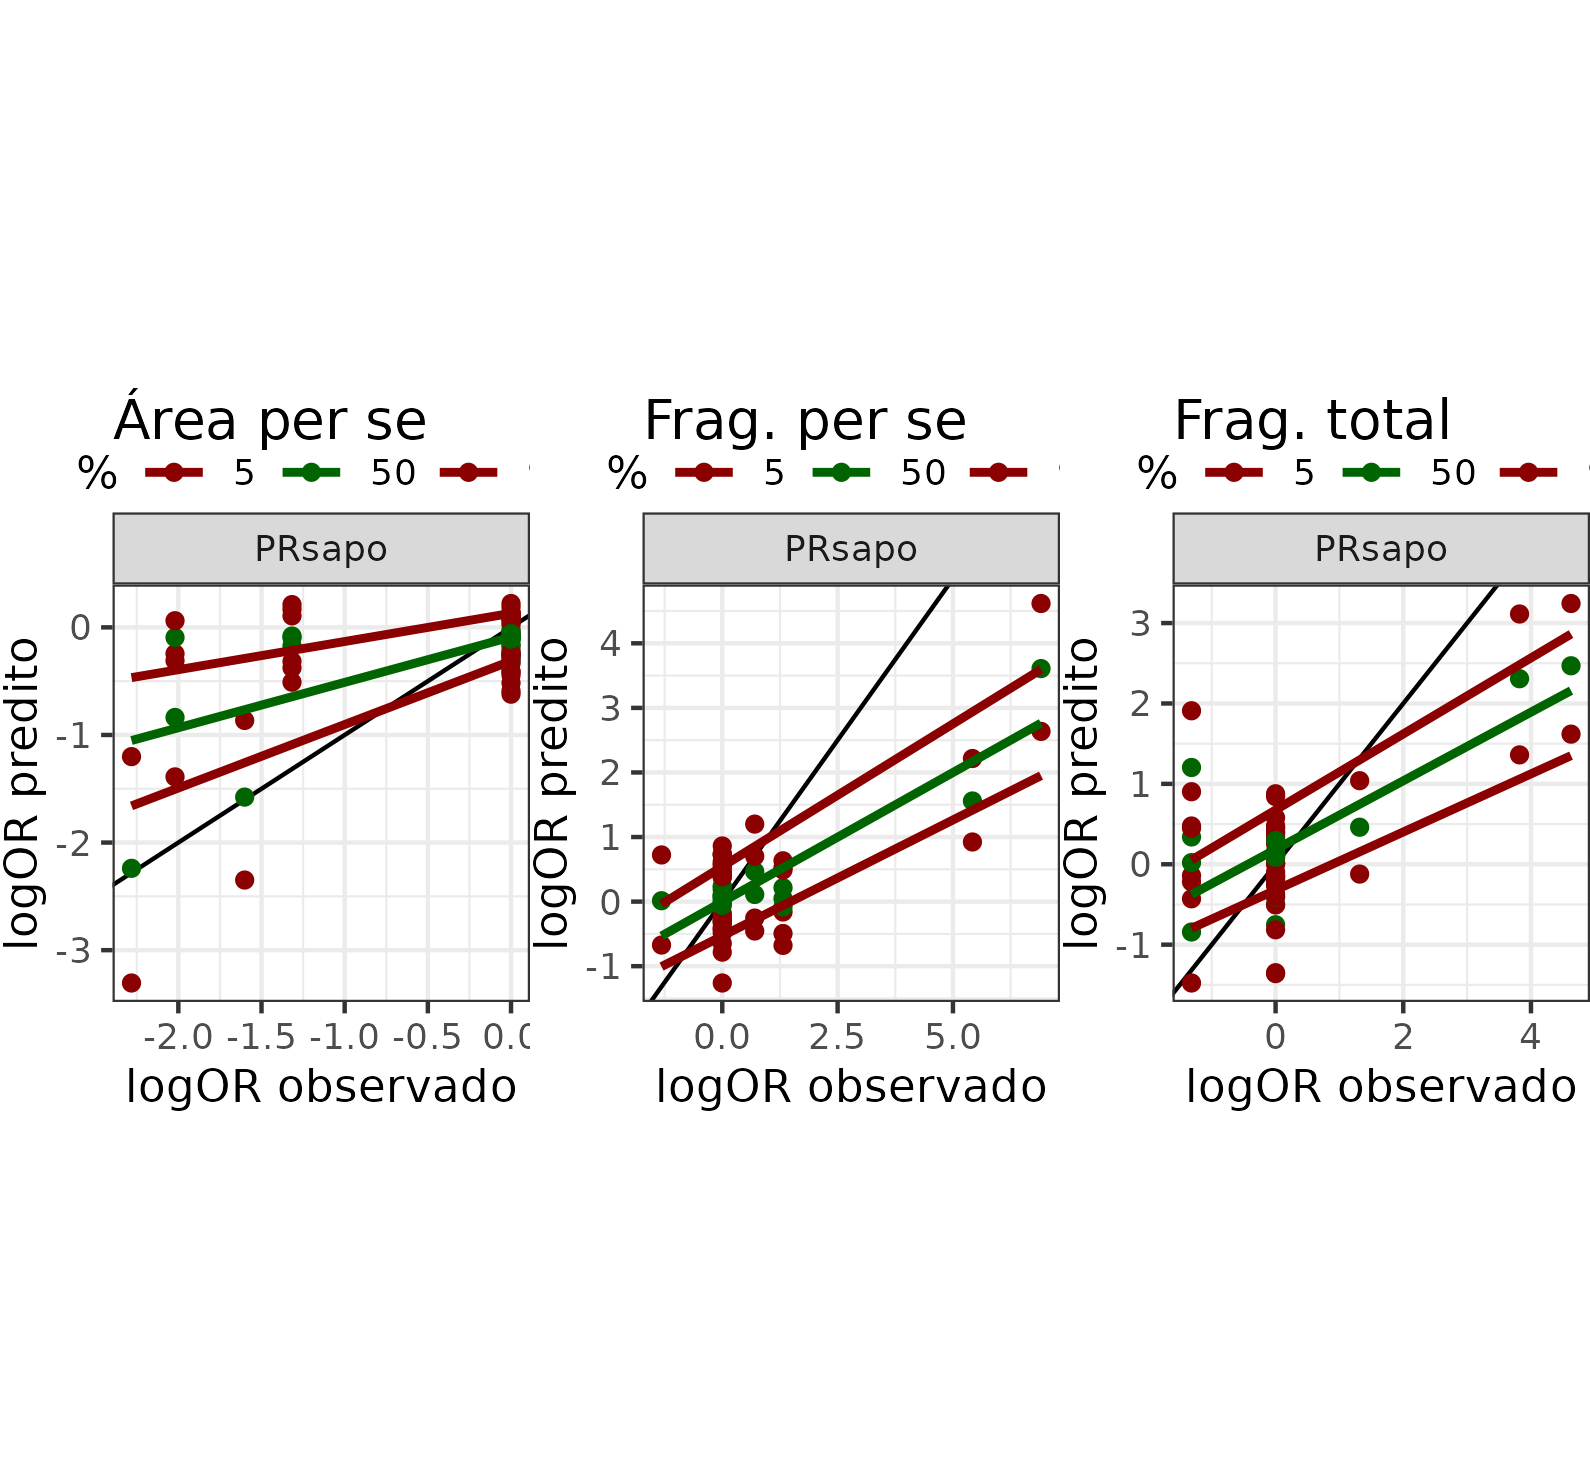 Área per se
% 5 50
PRsapo
0
-1
-2
-3
-2.0 -1.5 -1.0 -0.5
logOR observado
logOR predito
Frag. per se
% 5 50
PRsapo
4
3
2
1
0
-1
0.0 2.5 5.0
logOR observado
logOR predito
Frag. total
% 5 50
PRsapo
3
2
1
0
-1
0 2 4
logOR observado
logOR predito